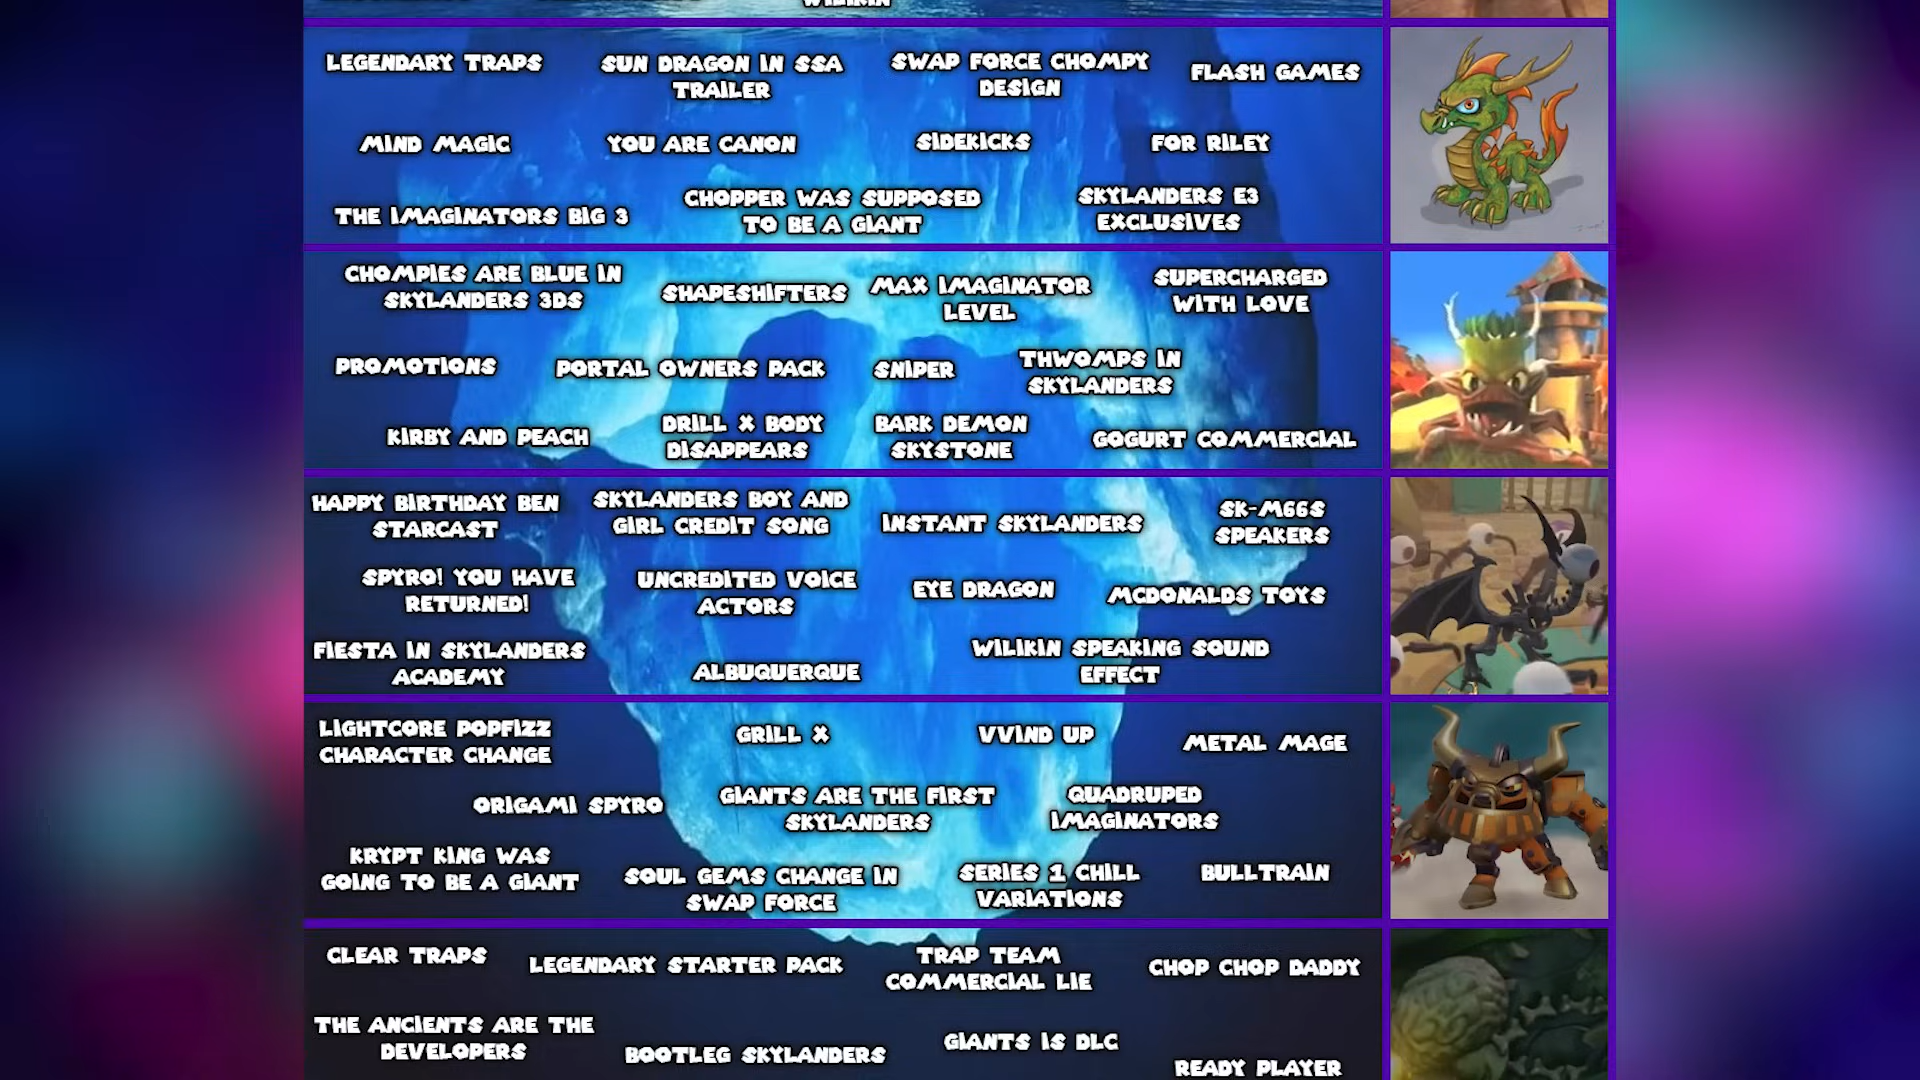 WILIKIN
LEGENDARY TRAPS
SUN DRAGON IN SSA
TRAILER
SWAP FORCE CHOMPY
DESIGN
FLASH GAMES
MIND MAGIC
YOU ARE CANON
SIDEKICKS
FOR RILEY
THE IMAGINATORS BIG 3
CHOPPER WAS SUPPOSED
TO BE A GIANT
SKYLANDERS E3
EXCLUSIVES
CHOMPIES ARE BLUE IN
SKYLANDERS 3DS
SHAPESHIFTERS
MAX IMAGINATOR
LEVEL
SUPERCHARGED
WITH LOVE
PROMOTIONS
PORTAL OWNERS PACK
SNIPER
THWOMPS IN
SKYLANDERS
KIRBY AND PEACH
DRILL X BODY
DISAPPEARS
BARK DEMON
SKYSTONE
GOGURT COMMERCIAL
HAPPY BIRTHDAY BEN
STARCAST
SKYLANDERS BOY AND
GIRL CREDIT SONG
INSTANT SKYLANDERS
SK-M66S
SPEAKERS
SPYRO! YOU HAVE
RETURNED!
UNCREDITED VOICE
ACTORS
EYE DRAGON
MCDONALDS TOYS
FIESTA IN SKYLANDERS
ACADEMY
ALBUQUERQUE
WILIKIN SPEAKING SOUND
EFFECT
LIGHTCORE POPFIZZ
CHARACTER CHANGE
GRILL X
VVIND UP
METAL MAGE
ORIGAMI SPYRO
GIANTS ARE THE FIRST
SKYLANDERS
QUADRUPED
IMAGINATORS
KRYPT KING WAS
GOING TO BE A GIANT
SOUL GEMS CHANGE IN
SWAP FORCE
SERIES 1 CHILL
VARIATIONS
BULLTRAIN
CLEAR TRAPS
LEGENDARY STARTER PACK
TRAP TEAM
COMMERCIAL LIE
CHOP CHOP DADDY
THE ANCIENTS ARE THE
DEVELOPERS
BOOTLEG SKYLANDERS
GIANTS IS DLC
READY PLAYER